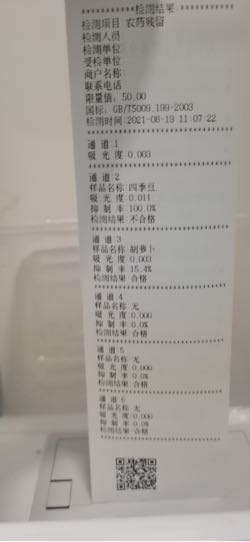 **********检测结果**********
检测项目 农药残留
检测人员
检测单位
受检单位
商户名称
联系电话
限量值: 50.00
国标: GB/T5009.199-2003
检测时间:2021-08-19 11:07:22
通道 1
吸光度 0.003
通道 2
样品名称:四季豆
吸光度:0.011
抑制率:100.0%
检测结果:不合格
通道 3
样品名称:胡萝卜
吸光度:0.003
抑制率:15.4%
检测结果 合格
通道 4
样品名称 无
吸光度:0.000
抑制率:0.0%
检测结果:合格
通道:5
样品名称:无
吸光度:0.000
抑制率:0.0%
检测结果:合格
通道:6
样品名称:无
吸光度:0.000
抑制率:0.0%
检测结果:合格